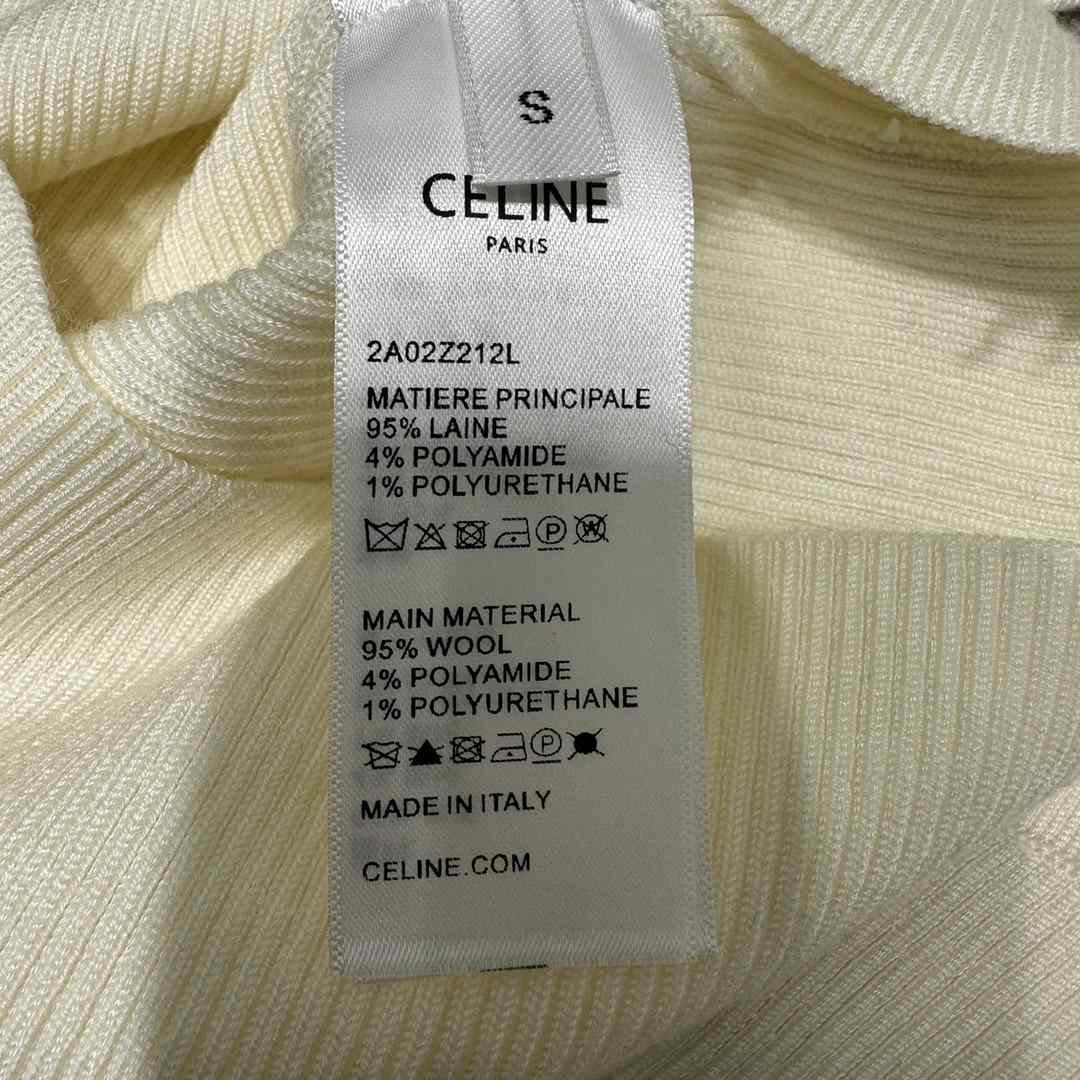 S
CELINE
PARIS
2A02Z212L
MATIERE PRINCIPALE
95% LAINE
4% POLYAMIDE
1% POLYURETHANE
P W
MAIN MATERIAL
95% WOOL
4% POLYAMIDE
1% POLYURETHANE
P
MADE IN ITALY
CELINE.COM